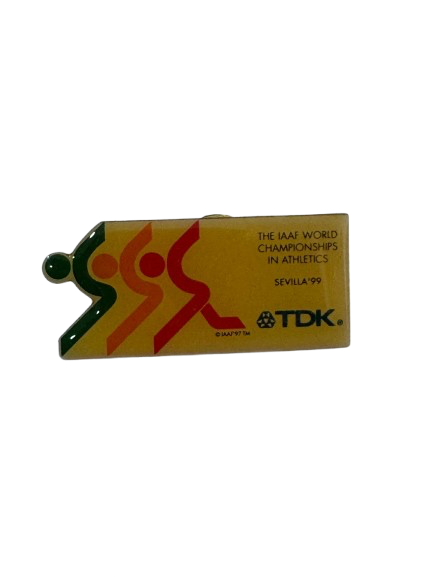 THE IAAF WORLD
CHAMPIONSHIPS
IN ATHLETICS
SEVILLA '99
TDK®
© IAAF '97 TM